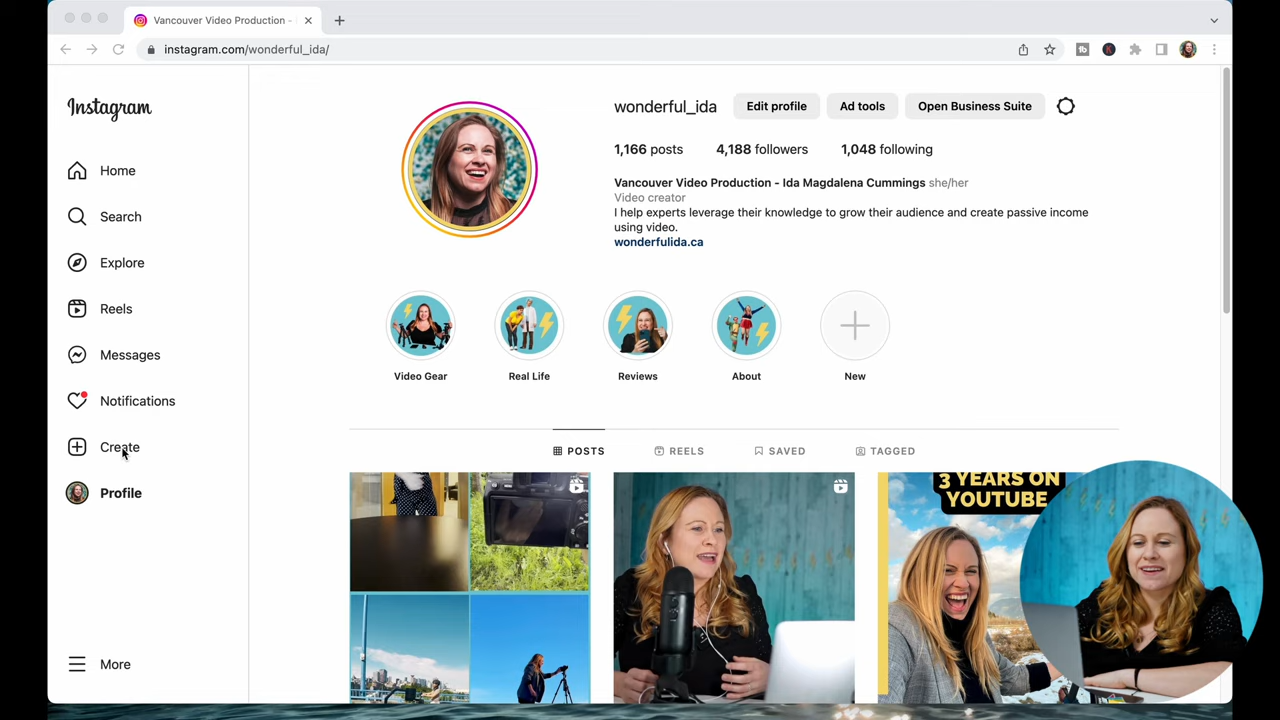 Vancouver Video Production -
instagram.com/wonderful_ida/
Instagram
Home
Search
Explore
Reels
Messages
Notifications
Create
Profile
More
wonderful_ida Edit profile Ad tools Open Business Suite
1,166 posts 4,188 followers 1,048 following
Vancouver Video Production - Ida Magdalena Cummings she/her
Video creator
I help experts leverage their knowledge to grow their audience and create passive income
using video.
wonderfulida.ca
Video Gear Real Life Reviews About New
POSTS REELS SAVED TAGGED
3 YEARS ON
YOUTUBE